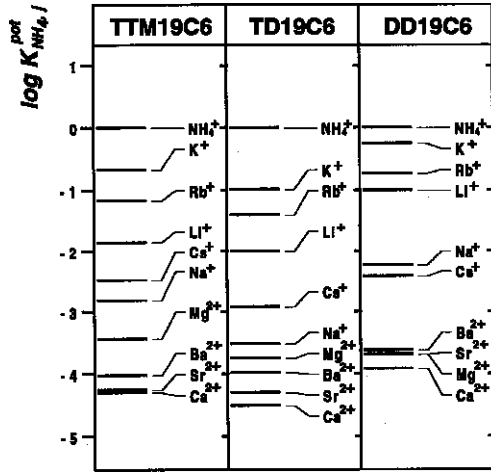 log K^pot_NH4, j
TTM19C6 TD19C6 DD19C6
1
0
- 1
- 2
- 3
- 4
- 5
NH₄⁺
K⁺
Rb⁺
Li⁺
Cs⁺
Na⁺
Mg²⁺
Ba²⁺
Sr²⁺
Ca²⁺
NH₄⁺
K⁺
Rb⁺
Li⁺
Cs⁺
Na⁺
Mg²⁺
Ba²⁺
Sr²⁺
Ca²⁺
NH₄⁺
K⁺
Rb⁺
Li⁺
Na⁺
Cs⁺
Ba²⁺
Sr²⁺
Mg²⁺
Ca²⁺